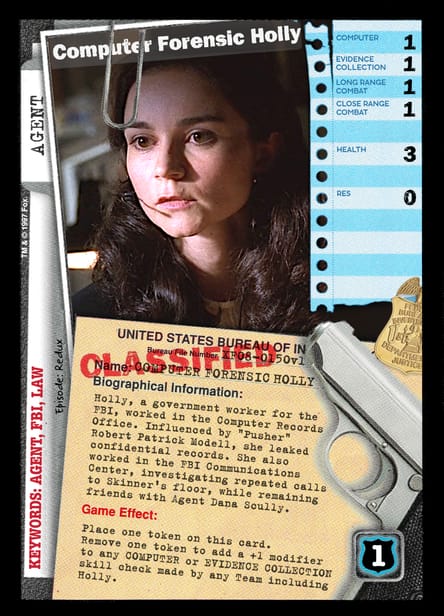 Computer Forensic Holly
COMPUTER 1
EVIDENCE
COLLECTION 1
LONG RANGE
COMBAT 1
CLOSE RANGE
COMBAT 1
HEALTH 3
RES 0
AGENT
TM & © 1997 Fox.
Episode: Redux
KEYWORDS: AGENT, FBI, LAW
UNITED STATES BUREAU OF IN
Bureau File Number XF08-0150v1
CLASSIFIED
Name: COMPUTER FORENSIC HOLLY
Biographical Information:
Holly, a government worker for the
FBI, worked in the Computer Records
Office. Influenced by "Pusher"
Robert Patrick Modell, she leaked
confidential records. She also
worked in the FBI Communications
Center, investigating repeated calls
to Skinner's floor, while remaining
friends with Agent Dana Scully.
Game Effect:
Place one token on this card.
Remove one token to add a +1 modifier
to any COMPUTER or EVIDENCE COLLECTION
skill check made by any Team including
Holly.
1